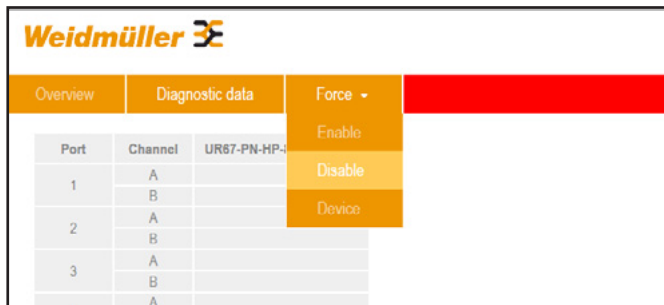 Weidmüller
Overview Diagnostic data Force
Enable
Port Channel UR67-PN-HP-
Disable
1 A
B
Device
2 A
B
3 A
B
A